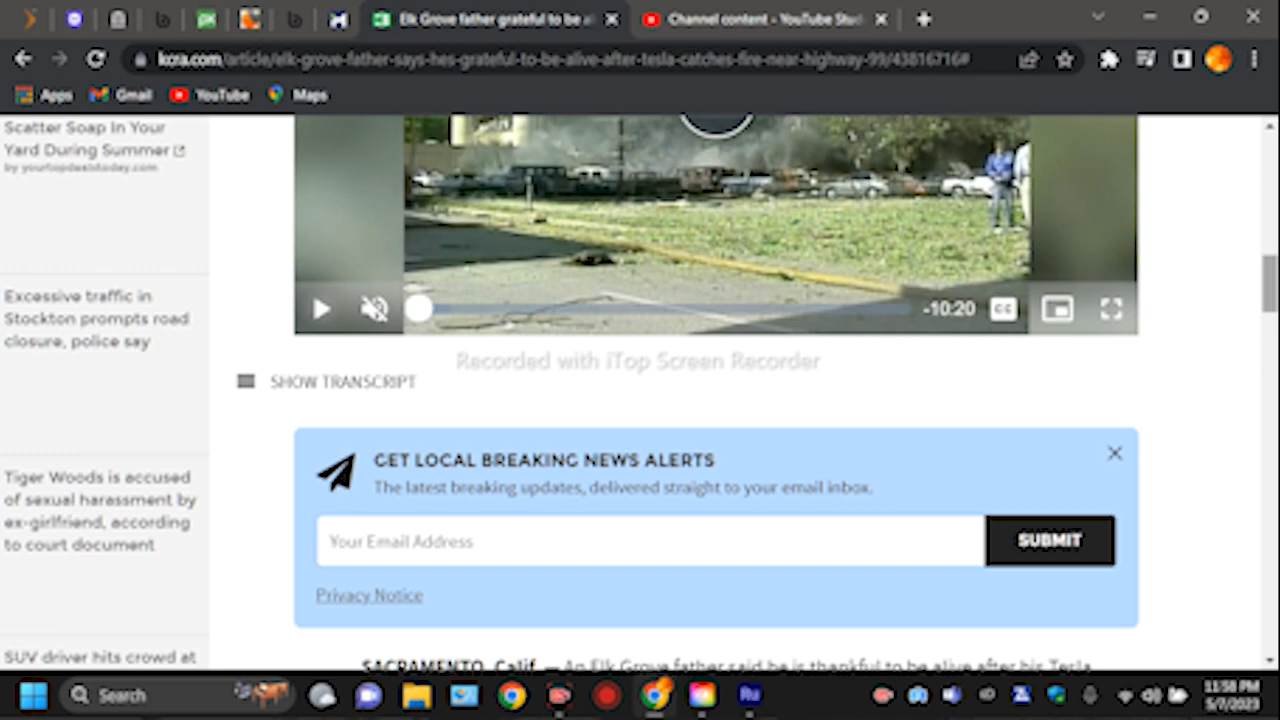 Elk Grove father grateful to be a
Channel content - YouTube Stud
kcra.com/article/elk-grove-father-says-hes-grateful-to-be-alive-after-tesla-catches-fire-near-highway-99/43816716#
Apps
Gmail
YouTube
Maps
Scatter Soap In Your
Yard During Summer
by yourtopdealstoday.com
Excessive traffic in
Stockton prompts road
closure, police say
Tiger Woods is accused
of sexual harassment by
ex-girlfriend, according
to court document
SUV driver hits crowd at
-10:20
CC
Recorded with iTop Screen Recorder
SHOW TRANSCRIPT
GET LOCAL BREAKING NEWS ALERTS
The latest breaking updates, delivered straight to your email inbox.
Your Email Address
SUBMIT
Privacy Notice
SACRAMENTO, Calif. — An Elk Grove father said he is thankful to be alive after his Tesla
Search
Ru
11:58 PM
5/7/2023